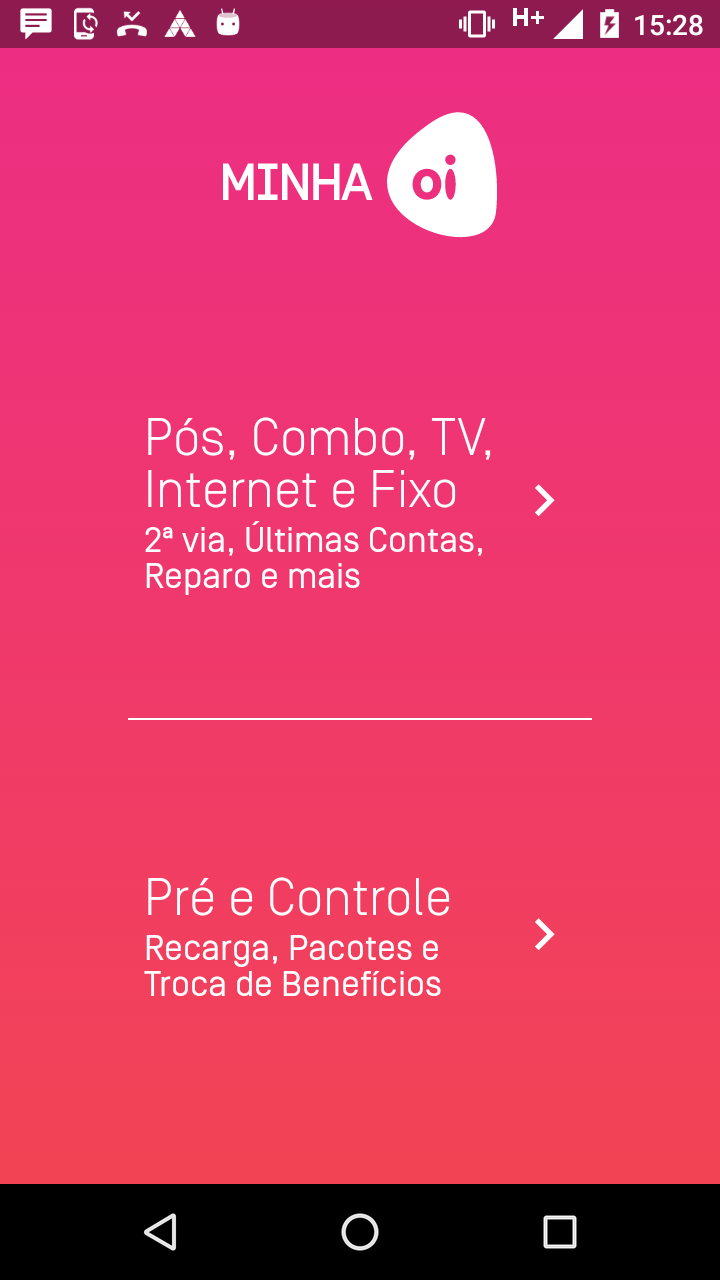 H+ 15:28
MINHA oi
Pós, Combo, TV,
Internet e Fixo
2ª via, Últimas Contas,
Reparo e mais
Pré e Controle
Recarga, Pacotes e
Troca de Benefícios